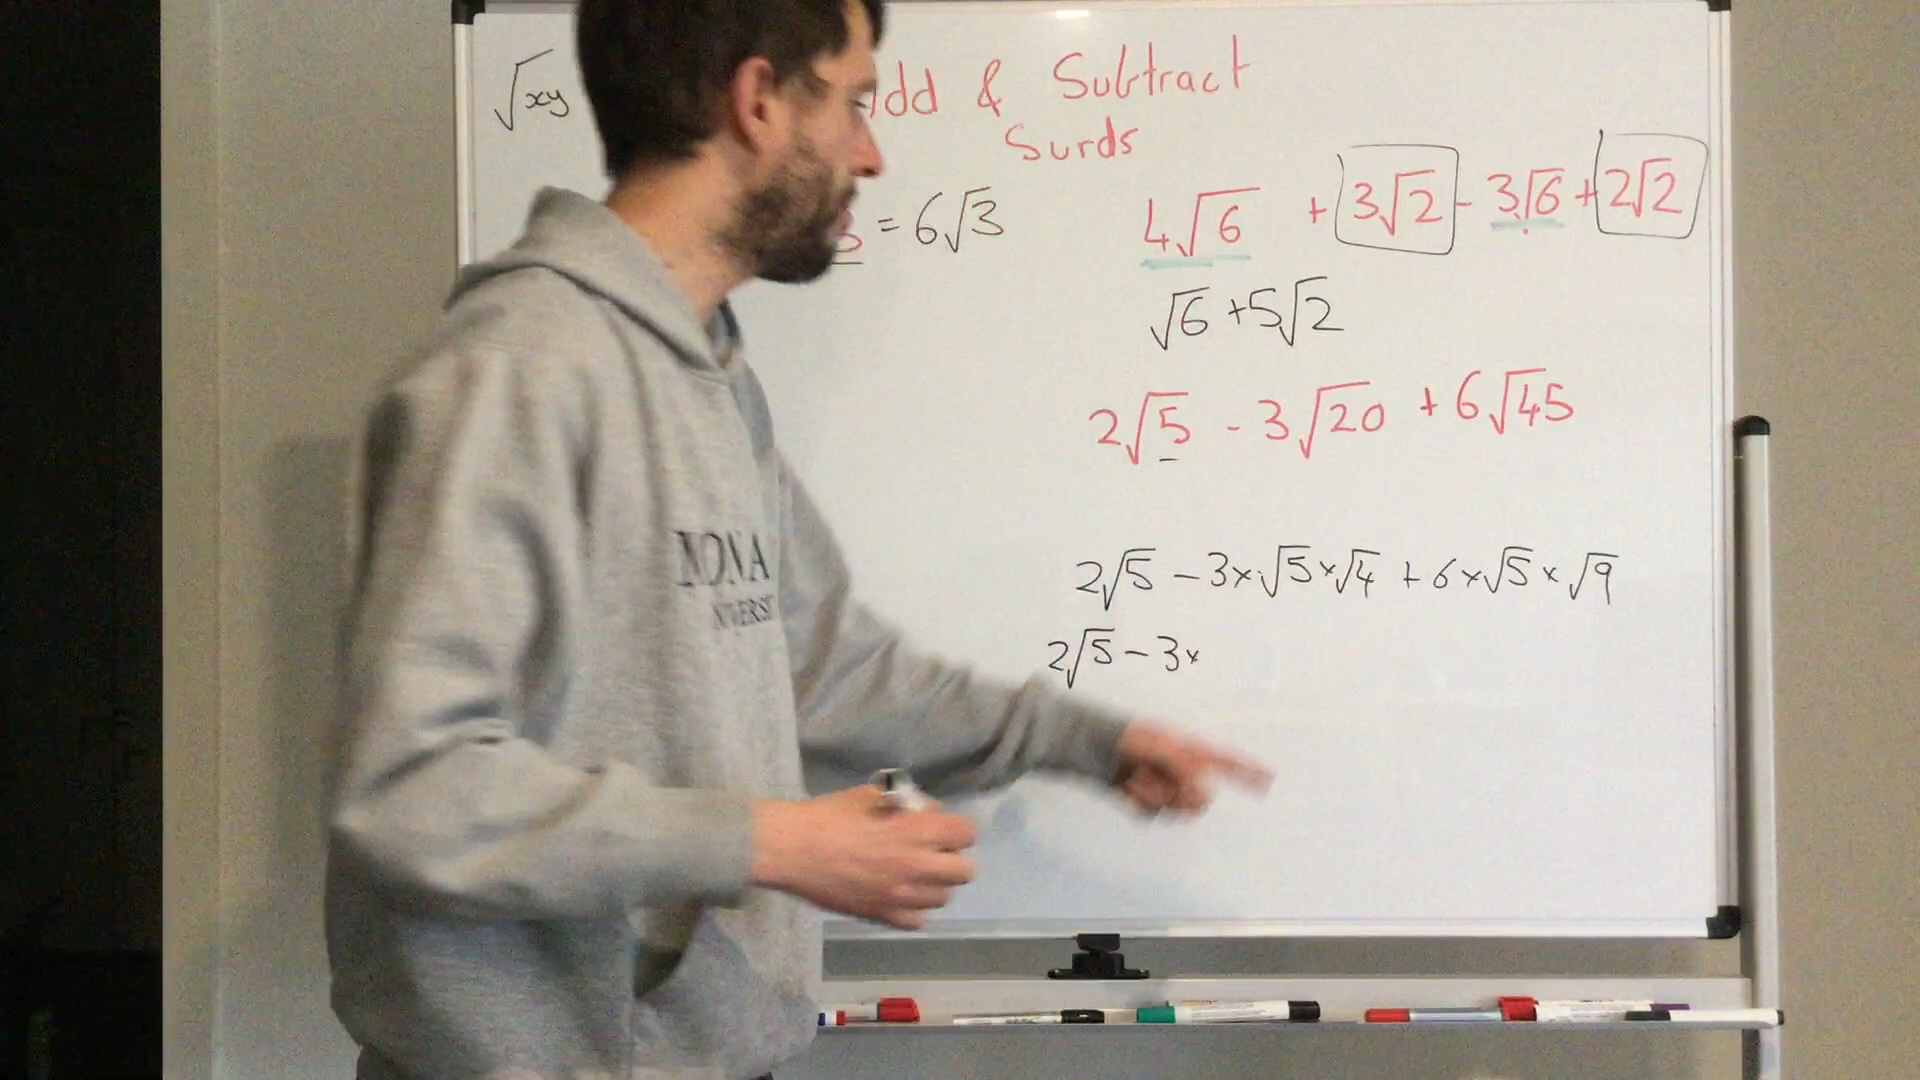 √xy
dd & Subtract
Surds
= 6√3
4√6 + 3√2 - 3√6 + 2√2
√6 + 5√2
2√5 - 3√20 + 6√45
2√5 - 3×√5×√4 + 6×√5×√9
2√5 - 3×